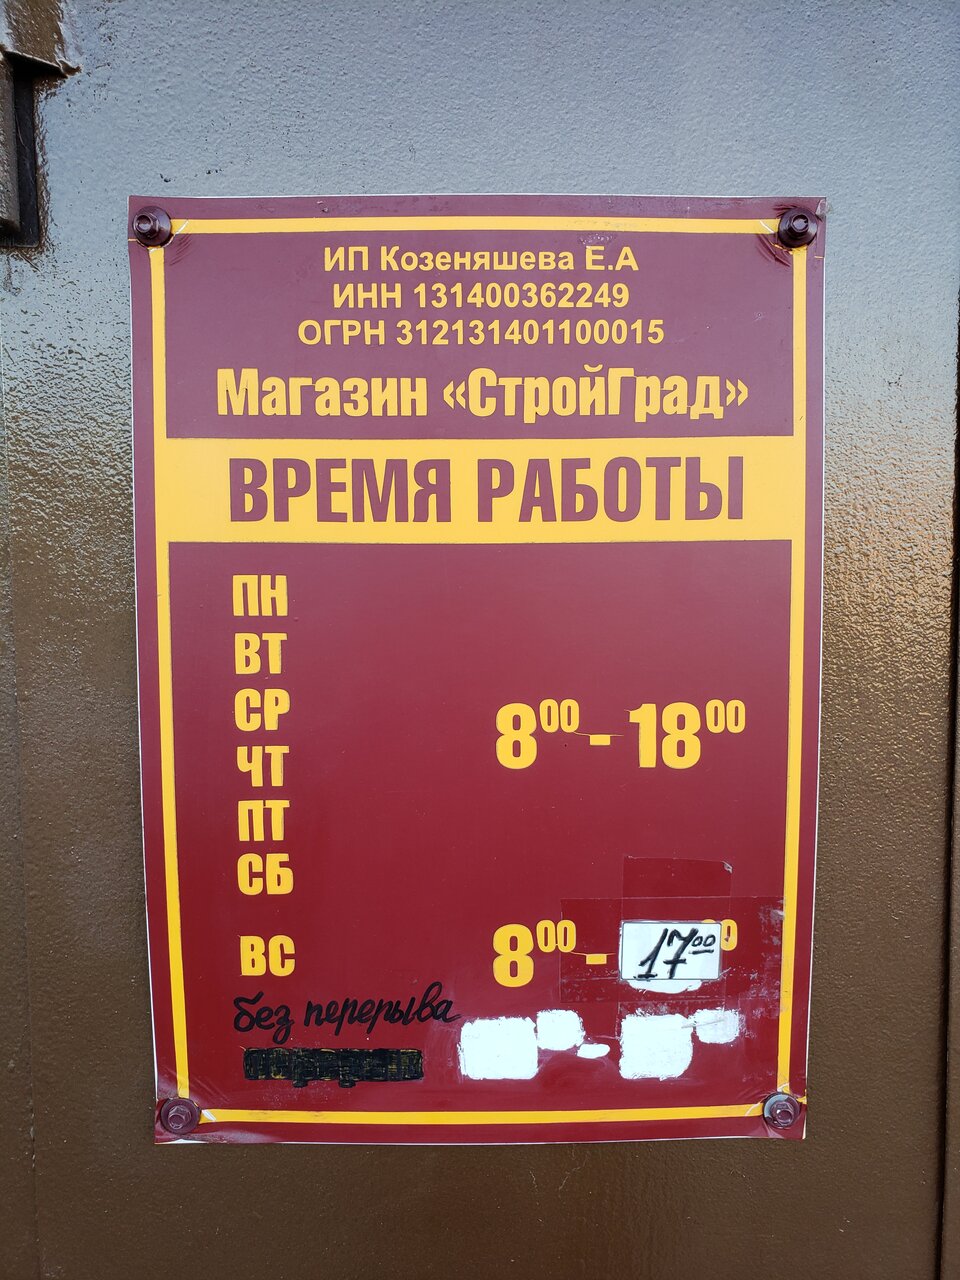 ИП Козеняшева Е.А
ИНН 131400362249
ОГРН 312131401100015
Магазин «СтройГрад»
ВРЕМЯ РАБОТЫ
ПН
ВТ
СР
8⁰⁰ - 18⁰⁰
ЧТ
ПТ
СБ
ВС 8⁰⁰ - 17⁰⁰
без перерыва